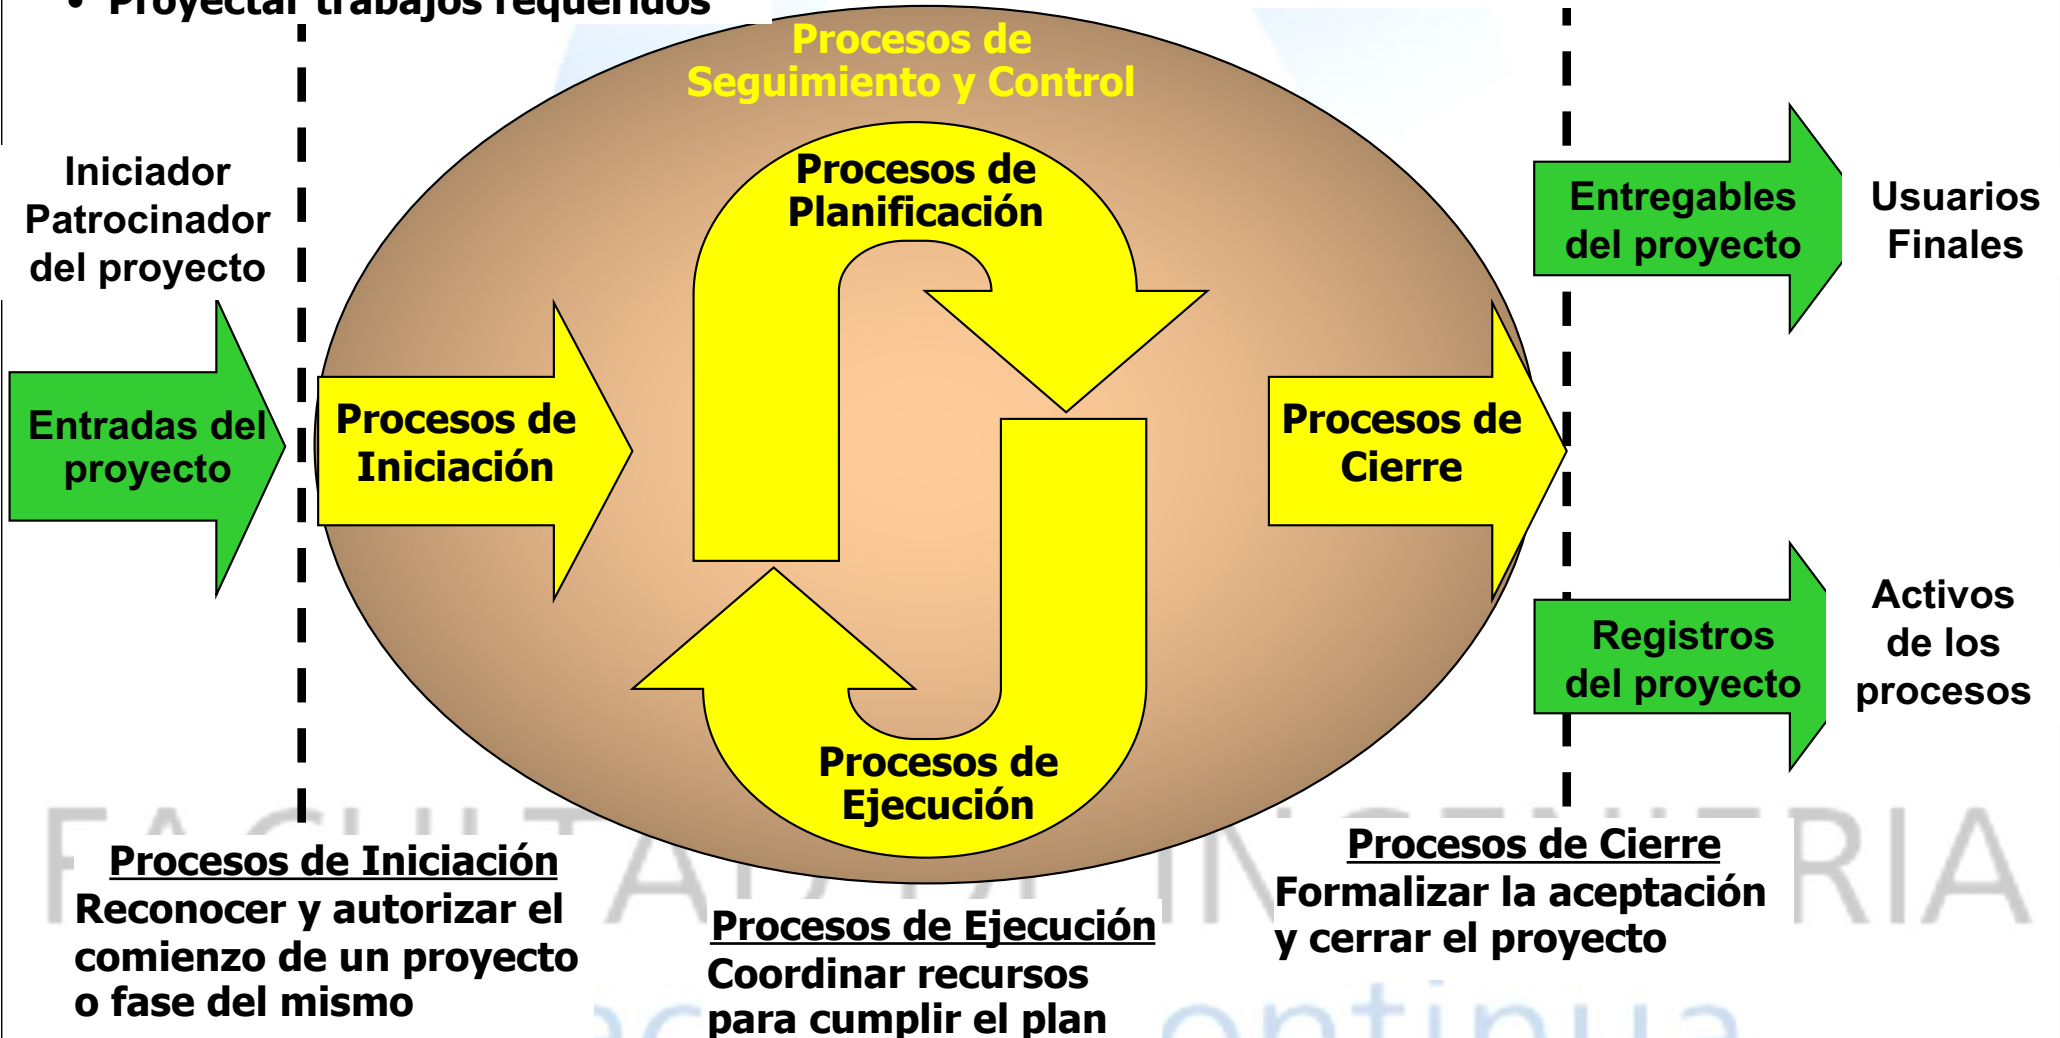 • Proyectar trabajos requeridos
Procesos de
Seguimiento y Control
Iniciador
Patrocinador
del proyecto
Procesos de
Planificación
Entregables
del proyecto
Usuarios
Finales
Entradas del
proyecto
Procesos de
Iniciación
Procesos de
Cierre
Registros
del proyecto
Activos
de los
procesos
Procesos de
Ejecución
Procesos de Iniciación
Reconocer y autorizar el
comienzo de un proyecto
o fase del mismo
Procesos de Ejecución
Coordinar recursos
para cumplir el plan
Procesos de Cierre
Formalizar la aceptación
y cerrar el proyecto